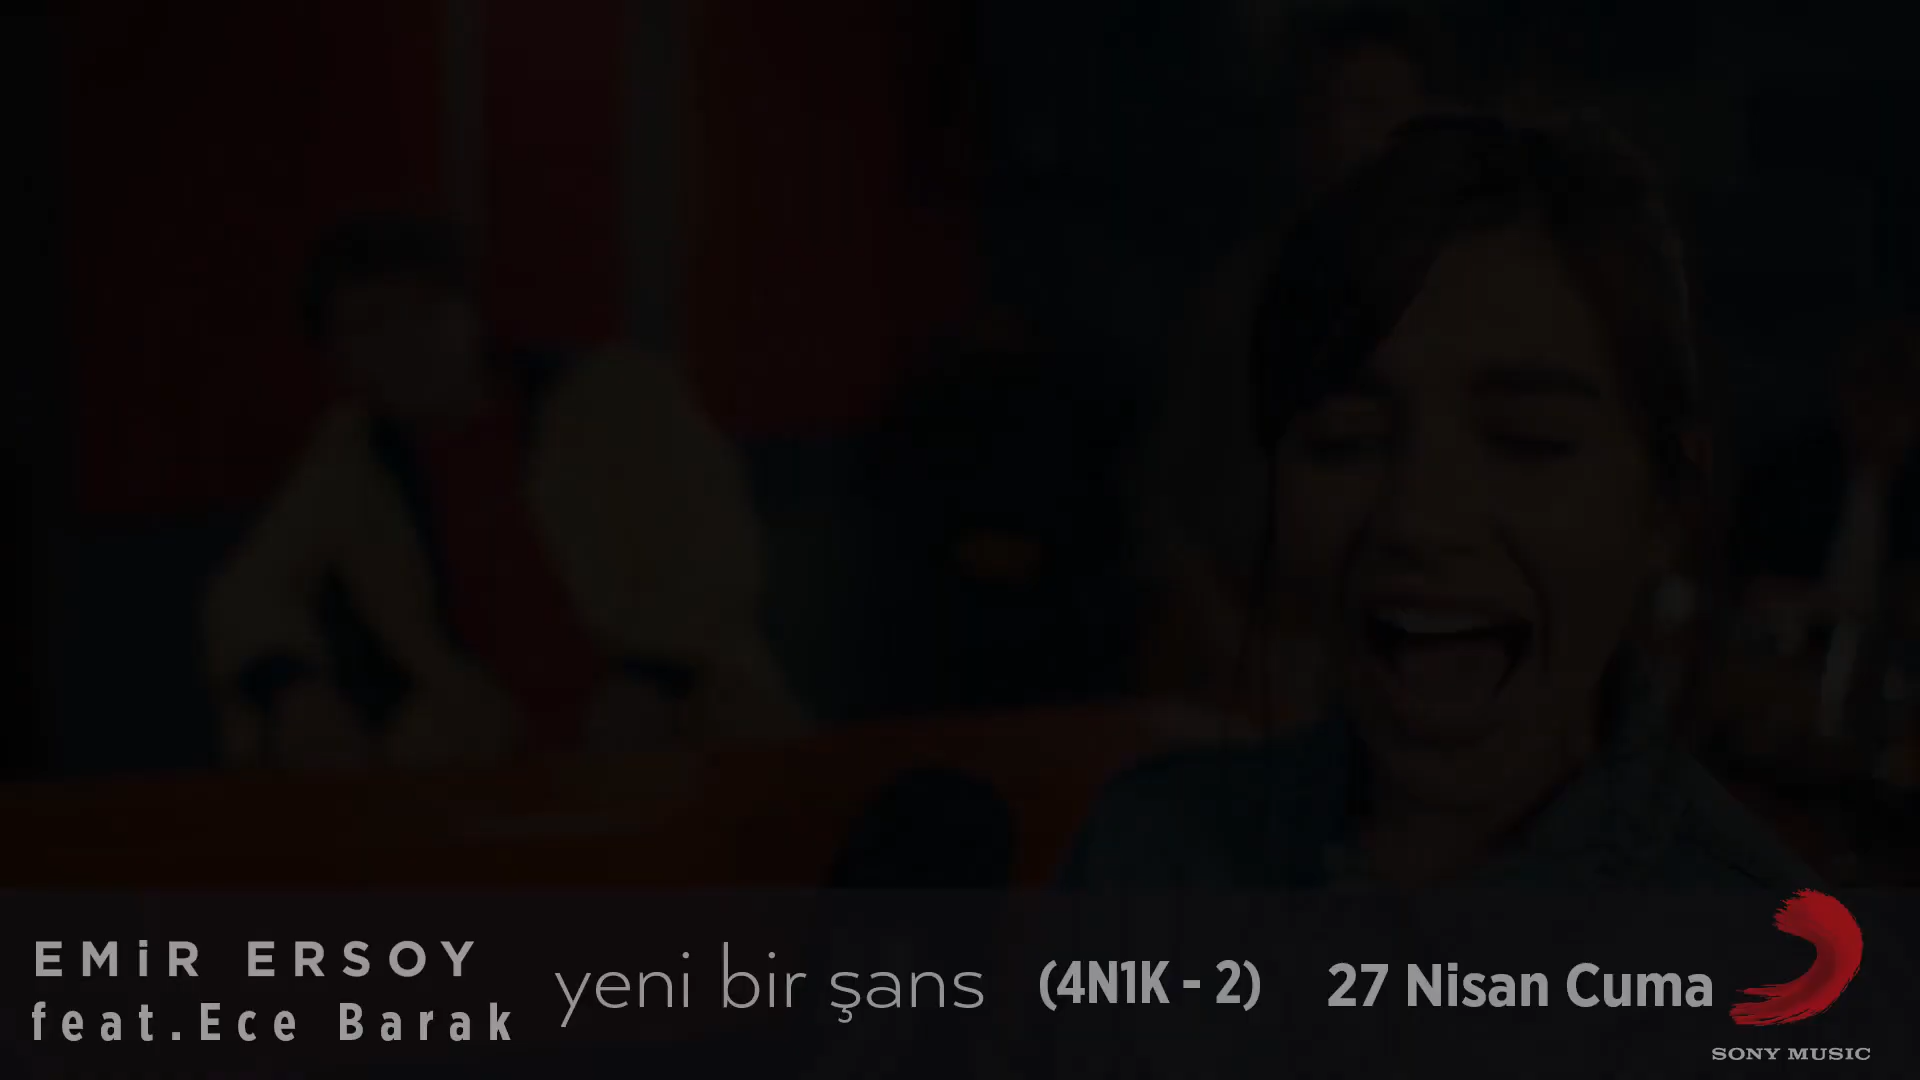 EMiR ERSOY
feat.Ece Barak
yeni bir şans
(4N1K - 2)
27 Nisan Cuma
SONY MUSIC